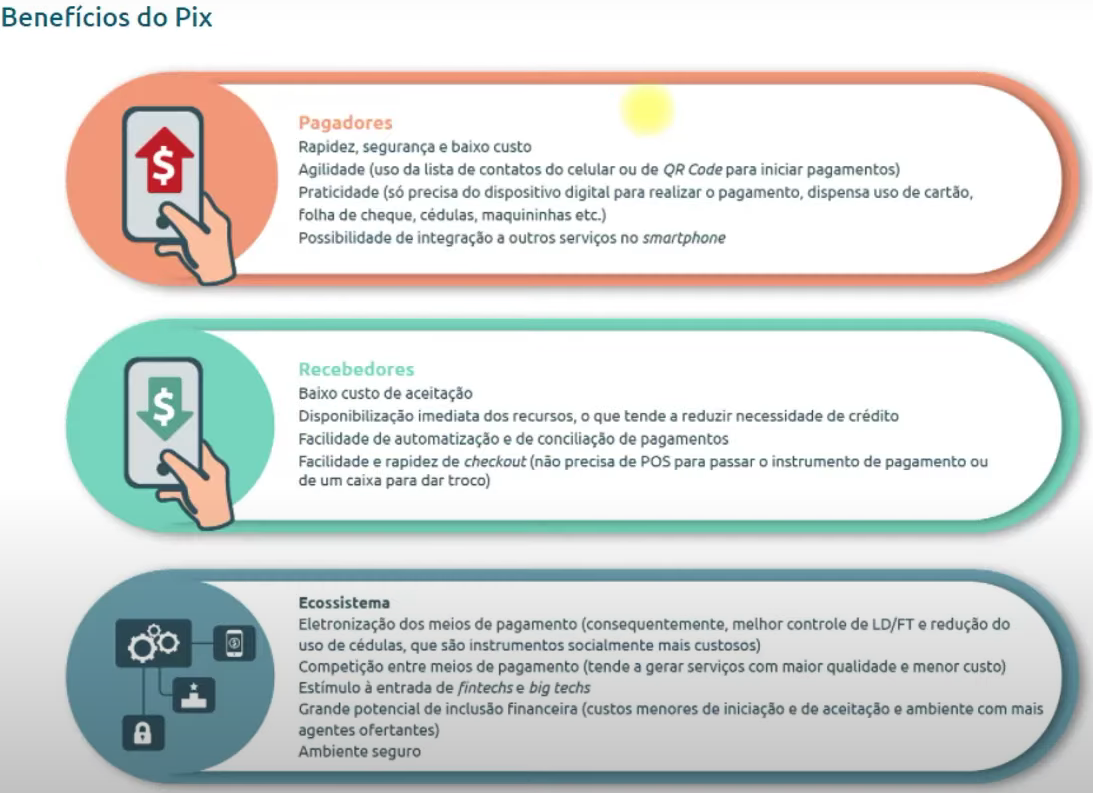 Benefícios do Pix
Pagadores
Rapidez, segurança e baixo custo
Agilidade (uso da lista de contatos do celular ou de QR Code para iniciar pagamentos)
Praticidade (só precisa do dispositivo digital para realizar o pagamento, dispensa uso de cartão,
folha de cheque, cédulas, maquininhas etc.)
Possibilidade de integração a outros serviços no smartphone
$
Recebedores
Baixo custo de aceitação
Disponibilização imediata dos recursos, o que tende a reduzir necessidade de crédito
Facilidade de automatização e de conciliação de pagamentos
Facilidade e rapidez de checkout (não precisa de POS para passar o instrumento de pagamento ou
de um caixa para dar troco)
$
Ecossistema
Eletronização dos meios de pagamento (consequentemente, melhor controle de LD/FT e redução do
uso de cédulas, que são instrumentos socialmente mais custosos)
Competição entre meios de pagamento (tende a gerar serviços com maior qualidade e menor custo)
Estímulo à entrada de fintechs e big techs
Grande potencial de inclusão financeira (custos menores de iniciação e de aceitação e ambiente com mais
agentes ofertantes)
Ambiente seguro
$